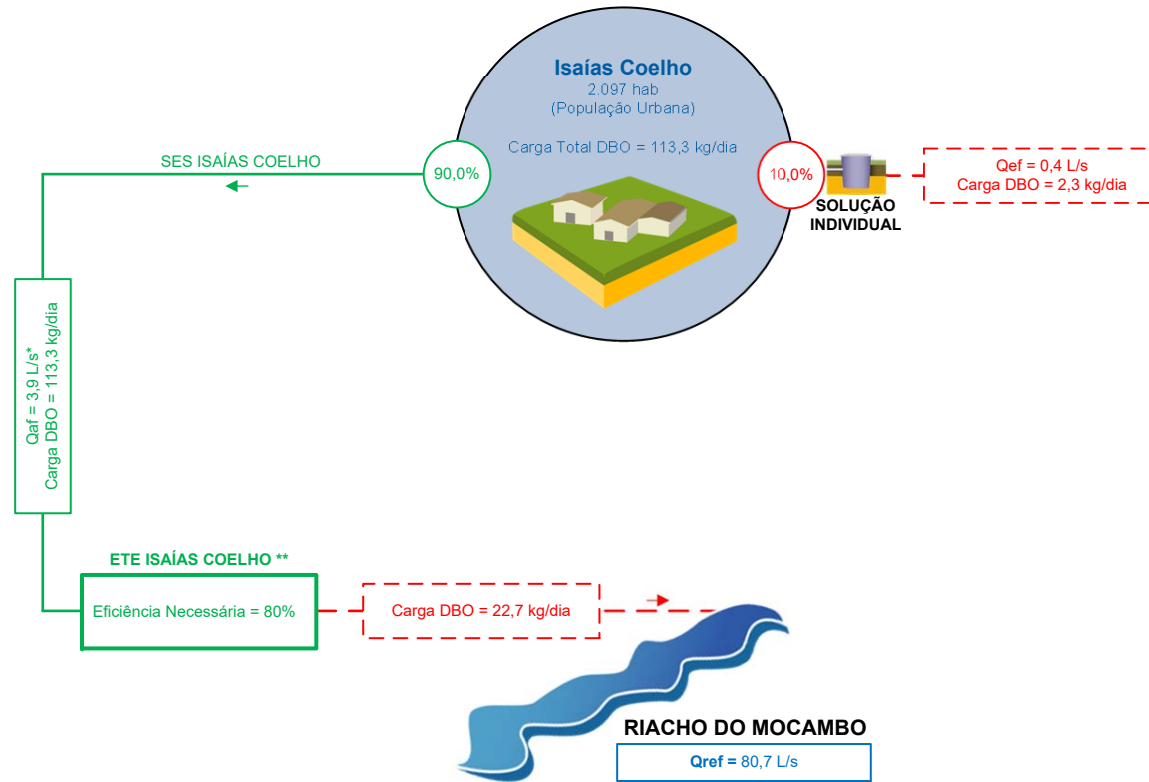 Isaías Coelho
2.097 hab
(População Urbana)
Carga Total DBO = 113,3 kg/dia
SES ISAÍAS COELHO
90,0%
10,0%
SOLUÇÃO
INDIVIDUAL
Qef = 0,4 L/s
Carga DBO = 2,3 kg/dia
Qaf = 3,9 L/s*
Carga DBO = 113,3 kg/dia
ETE ISAÍAS COELHO **
Eficiência Necessária = 80%
Carga DBO = 22,7 kg/dia
RIACHO DO MOCAMBO
Qref = 80,7 L/s